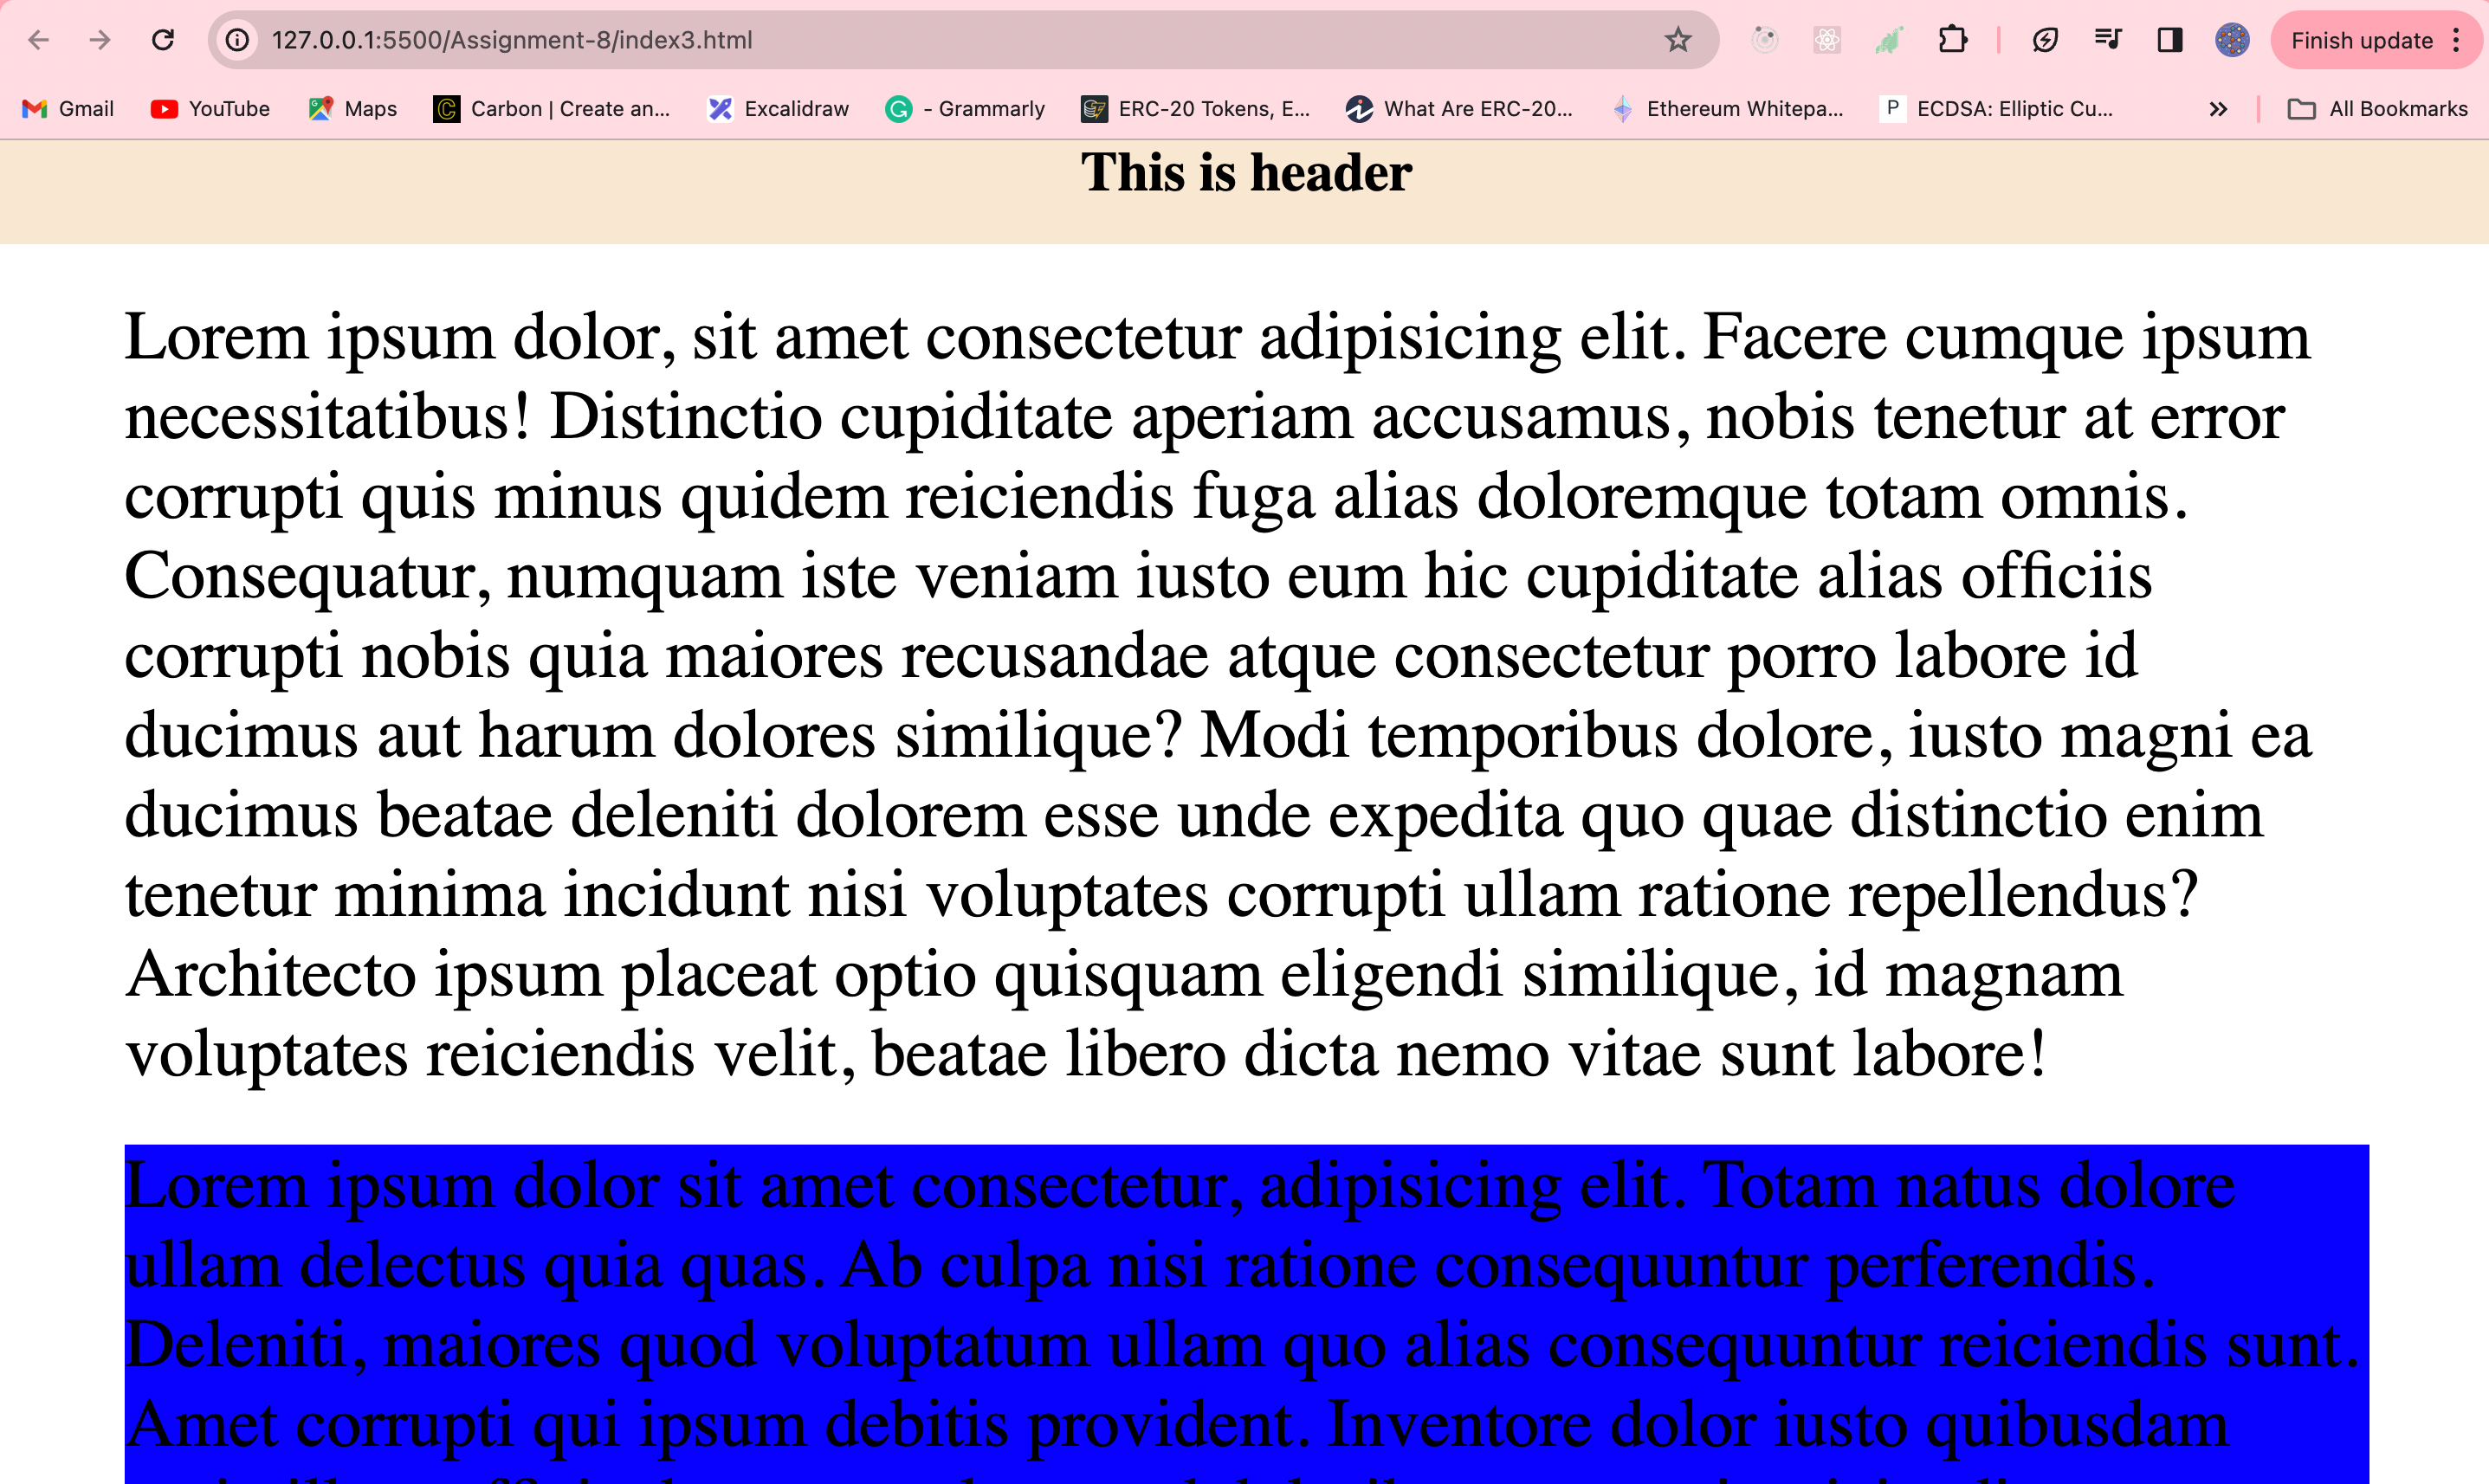 127.0.0.1:5500/Assignment-8/index3.html
Finish update
Gmail YouTube Maps Carbon | Create an... Excalidraw - Grammarly ERC-20 Tokens, E... What Are ERC-20... Ethereum Whitepa... P ECDSA: Elliptic Cu... All Bookmarks
This is header
Lorem ipsum dolor, sit amet consectetur adipisicing elit. Facere cumque ipsum
necessitatibus! Distinctio cupiditate aperiam accusamus, nobis tenetur at error
corrupti quis minus quidem reiciendis fuga alias doloremque totam omnis.
Consequatur, numquam iste veniam iusto eum hic cupiditate alias officiis
corrupti nobis quia maiores recusandae atque consectetur porro labore id
ducimus aut harum dolores similique? Modi temporibus dolore, iusto magni ea
ducimus beatae deleniti dolorem esse unde expedita quo quae distinctio enim
tenetur minima incidunt nisi voluptates corrupti ullam ratione repellendus?
Architecto ipsum placeat optio quisquam eligendi similique, id magnam
voluptates reiciendis velit, beatae libero dicta nemo vitae sunt labore!
Lorem ipsum dolor sit amet consectetur, adipisicing elit. Totam natus dolore
ullam delectus quia quas. Ab culpa nisi ratione consequuntur perferendis.
Deleniti, maiores quod voluptatum ullam quo alias consequuntur reiciendis sunt.
Amet corrupti qui ipsum debitis provident. Inventore dolor iusto quibusdam